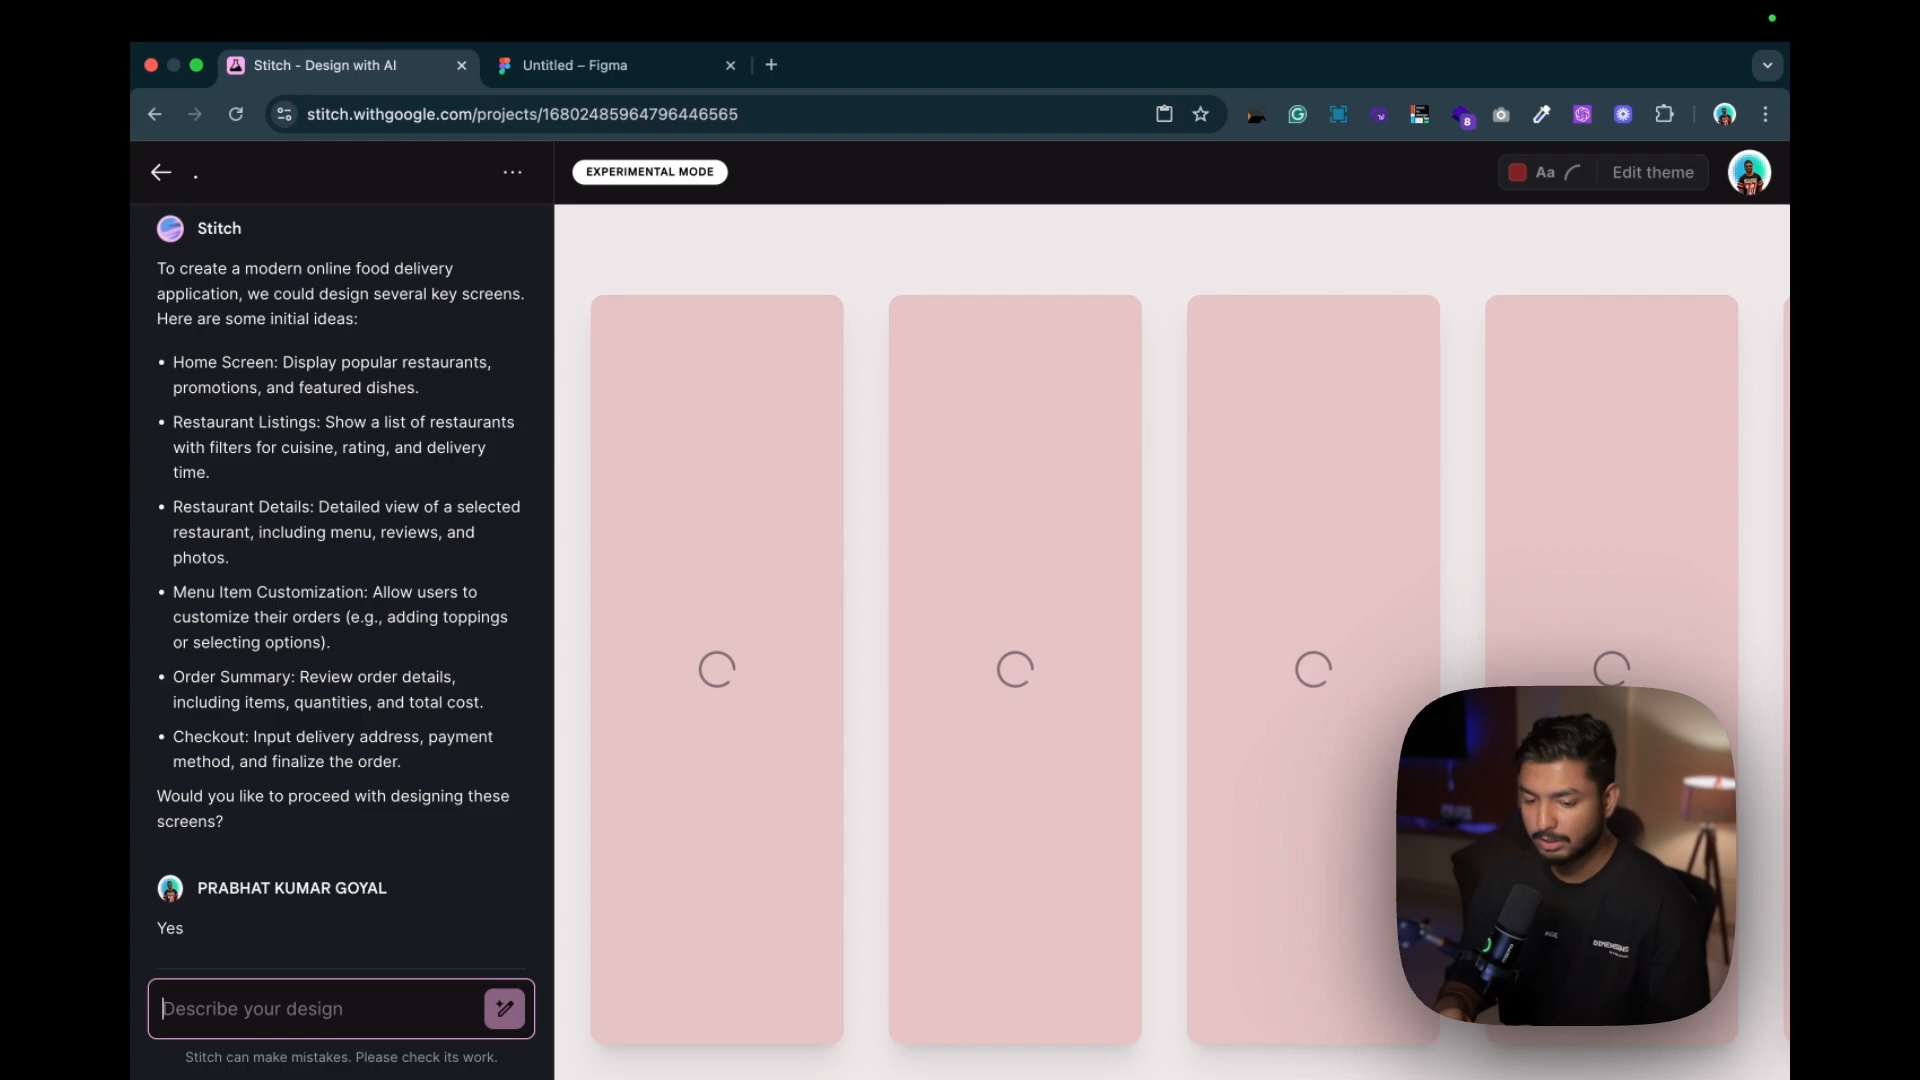 Stitch - Design with AI
Untitled – Figma
stitch.withgoogle.com/projects/16802485964796446565
8
.
EXPERIMENTAL MODE
Aa
Edit theme
Stitch
To create a modern online food delivery
application, we could design several key screens.
Here are some initial ideas:
• Home Screen: Display popular restaurants,
promotions, and featured dishes.
• Restaurant Listings: Show a list of restaurants
with filters for cuisine, rating, and delivery
time.
• Restaurant Details: Detailed view of a selected
restaurant, including menu, reviews, and
photos.
• Menu Item Customization: Allow users to
customize their orders (e.g., adding toppings
or selecting options).
• Order Summary: Review order details,
including items, quantities, and total cost.
• Checkout: Input delivery address, payment
method, and finalize the order.
Would you like to proceed with designing these
screens?
PRABHAT KUMAR GOYAL
Yes
Describe your design
Stitch can make mistakes. Please check its work.